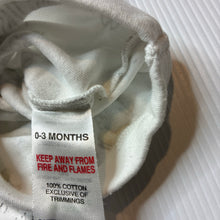 0-3 MONTHS
KEEP AWAY FROM
FIRE AND FLAMES
100% COTTON
EXCLUSIVE OF
TRIMMINGS